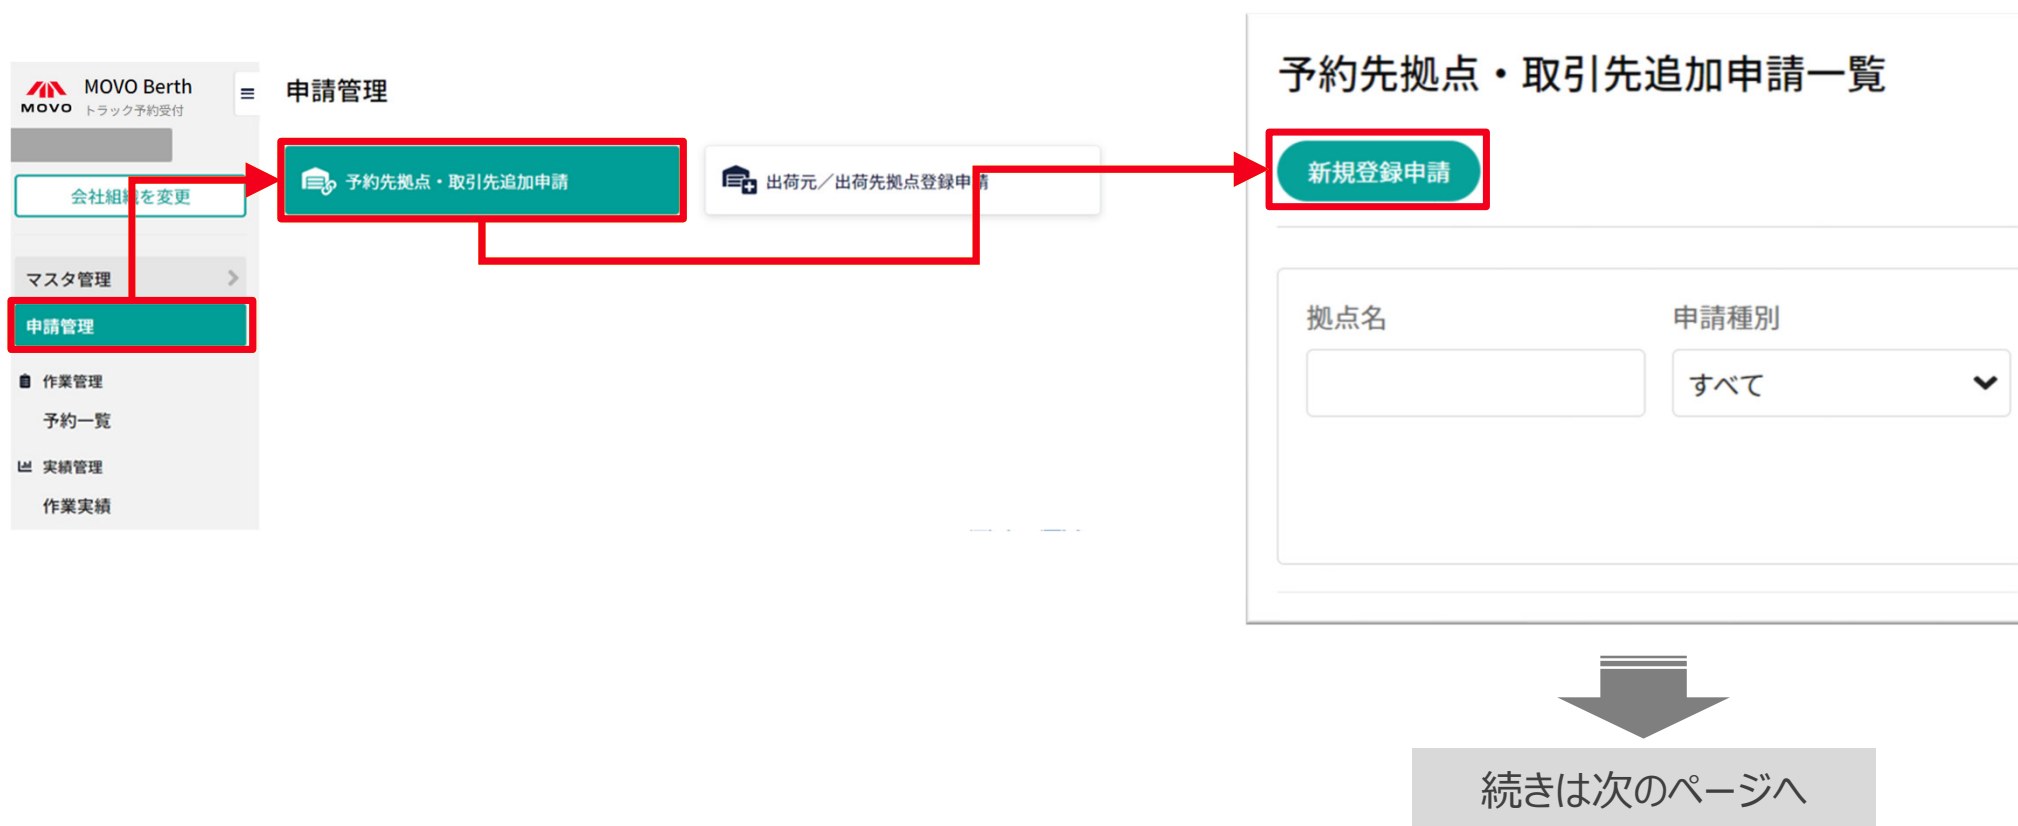 MOVO Berth
MOVO
トラック予約受付
会社組織を変更
マスタ管理
申請管理
作業管理
予約一覧
実績管理
作業実績
申請管理
予約先拠点・取引先追加申請
出荷元／出荷先拠点登録申請
予約先拠点・取引先追加申請一覧
新規登録申請
拠点名
申請種別
すべて
続きは次のページへ